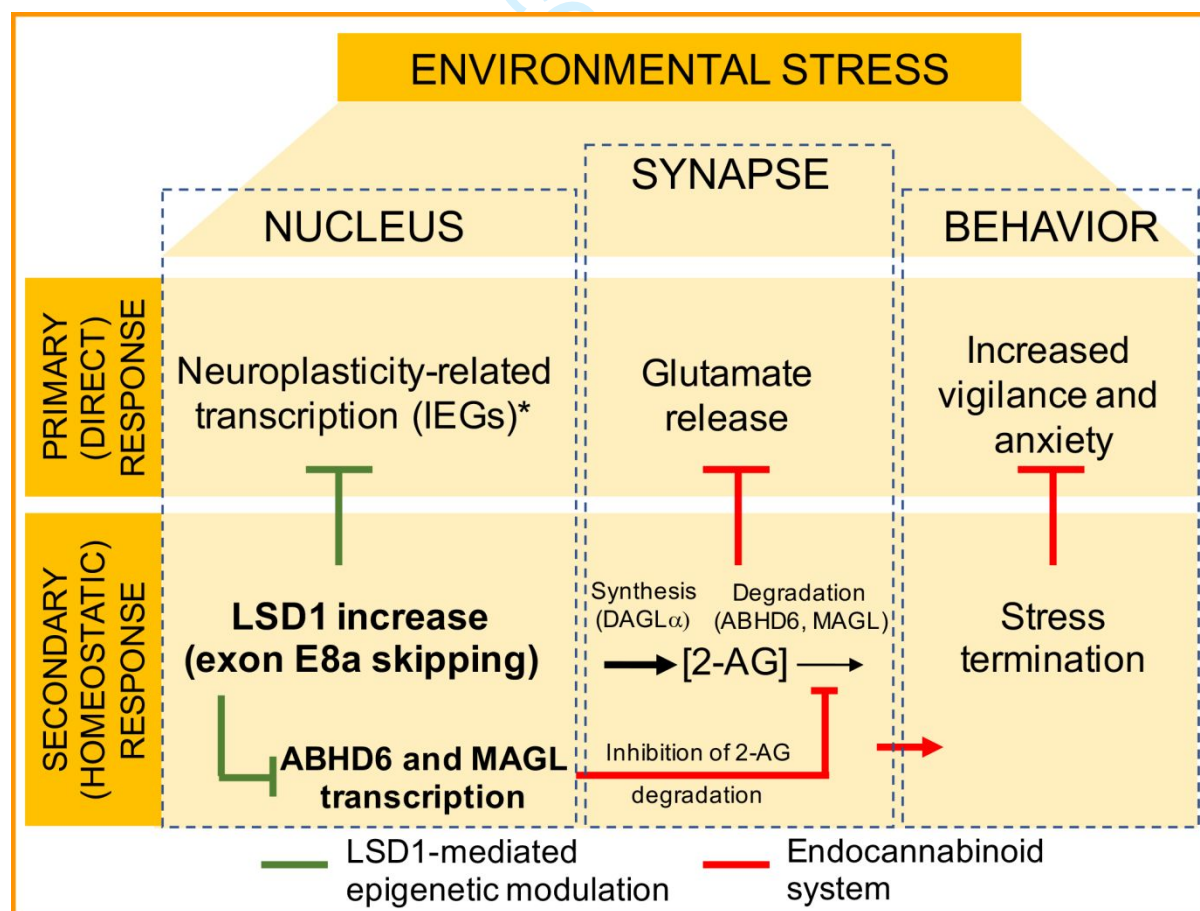 ENVIRONMENTAL STRESS
SYNAPSE
NUCLEUS
BEHAVIOR
PRIMARY
(DIRECT)
RESPONSE
Neuroplasticity-related
transcription (IEGs)*
Glutamate
release
Increased
vigilance and
anxiety
SECONDARY
(HOMEOSTATIC)
RESPONSE
LSD1 increase
(exon E8a skipping)
ABHD6 and MAGL
transcription
Synthesis
(DAGLα)
Degradation
(ABHD6, MAGL)
[2-AG]
Inhibition of 2-AG
degradation
Stress
termination
LSD1-mediated
epigenetic modulation
Endocannabinoid
system